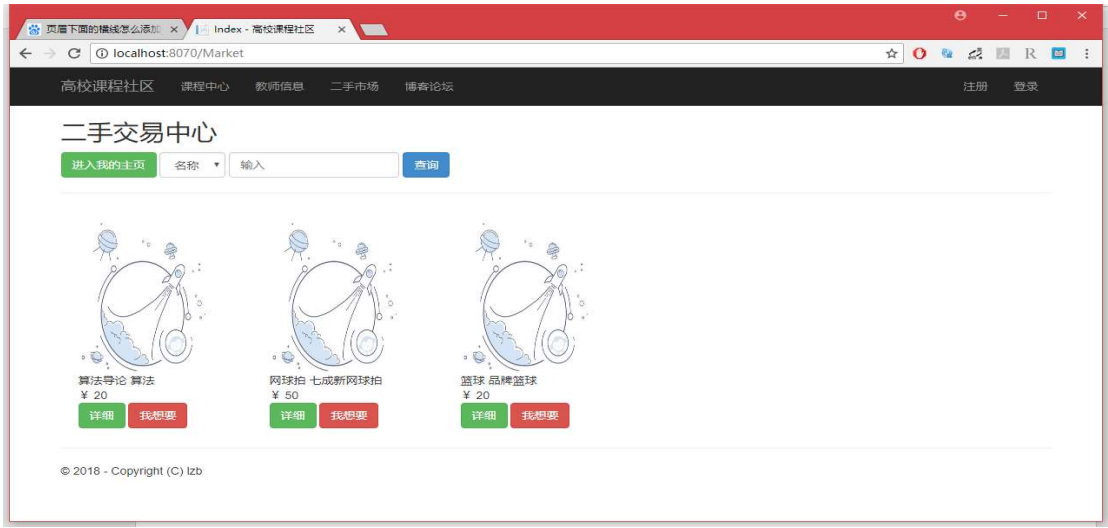 页眉下面的横线怎么添加
Index - 高校课程社区
localhost:8070/Market
高校课程社区 课程中心 教师信息 二手市场 博客论坛 注册 登录
二手交易中心
进入我的主页 名称 输入 查询
算法导论 算法 网球拍 七成新网球拍 篮球 品牌篮球
¥ 20 ¥ 50 ¥ 20
详细 我想要 详细 我想要 详细 我想要
© 2018 - Copyright (C) lzb